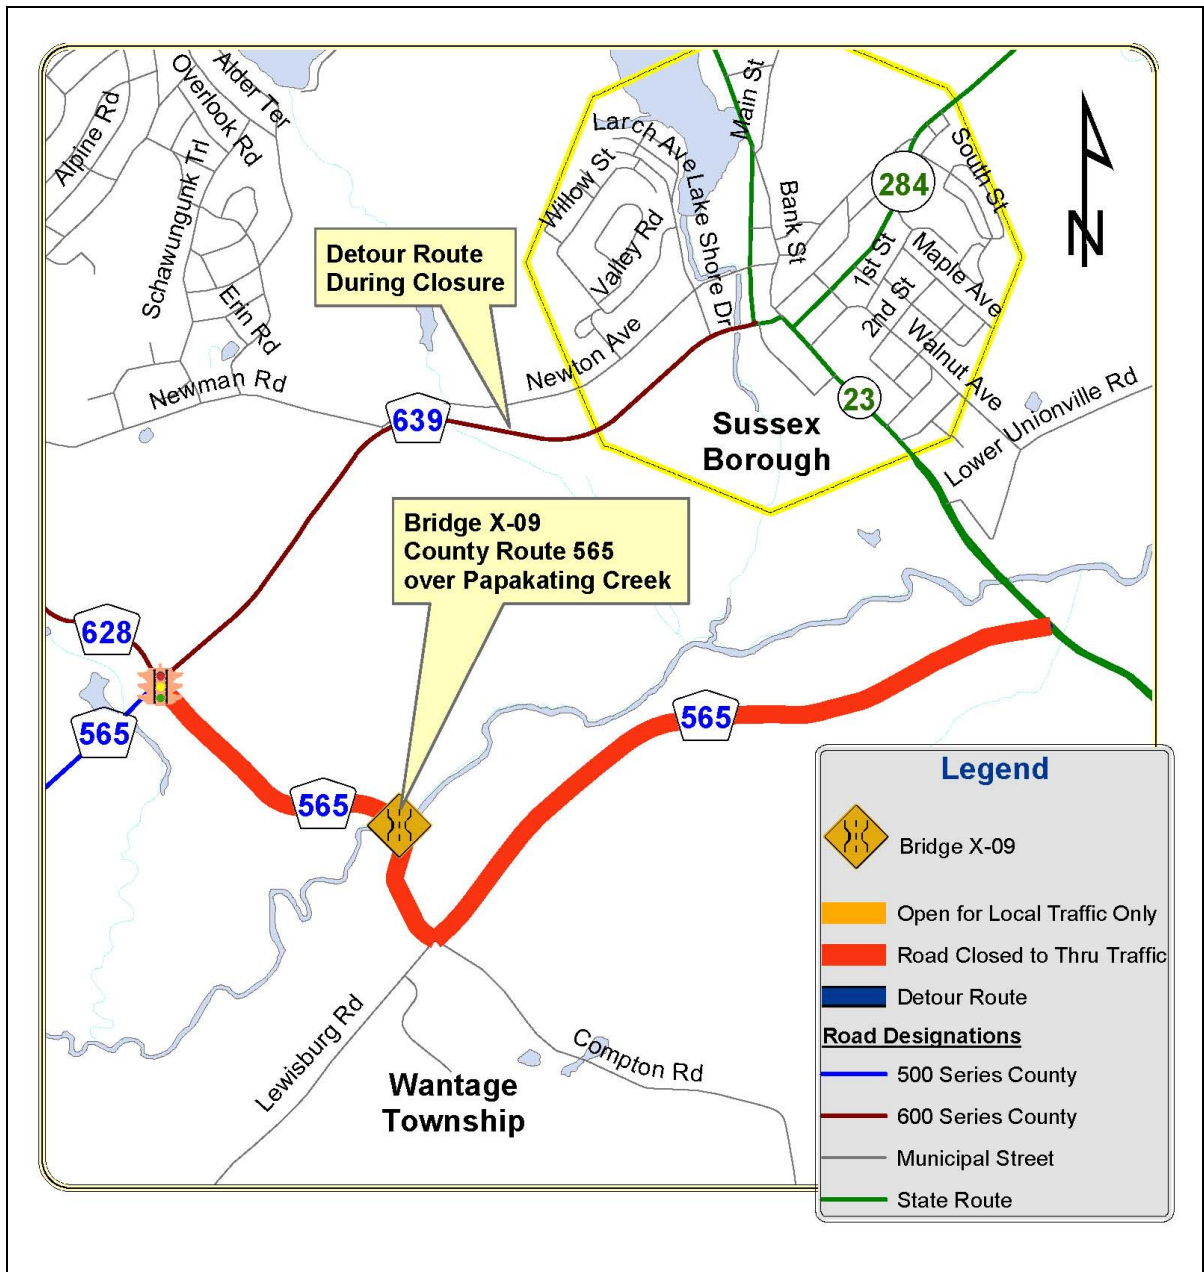 Alder Ter
Overlook Rd
Alpine Rd
Schawungunk Trl
Erin Rd
Newman Rd
Larch Ave
Willow St
Valley Rd
Lake Shore Dr
Main St
Bank St
284
South St
1st St
2nd St
Maple Ave
Walnut Ave
N
Detour Route
During Closure
Newton Ave
639
23
Lower Unionville Rd
Sussex
Borough
Bridge X-09
County Route 565
over Papakating Creek
628
565
565
565
Lewisburg Rd
Compton Rd
Wantage
Township
Legend
Bridge X-09
Open for Local Traffic Only
Road Closed to Thru Traffic
Detour Route
Road Designations
500 Series County
600 Series County
Municipal Street
State Route